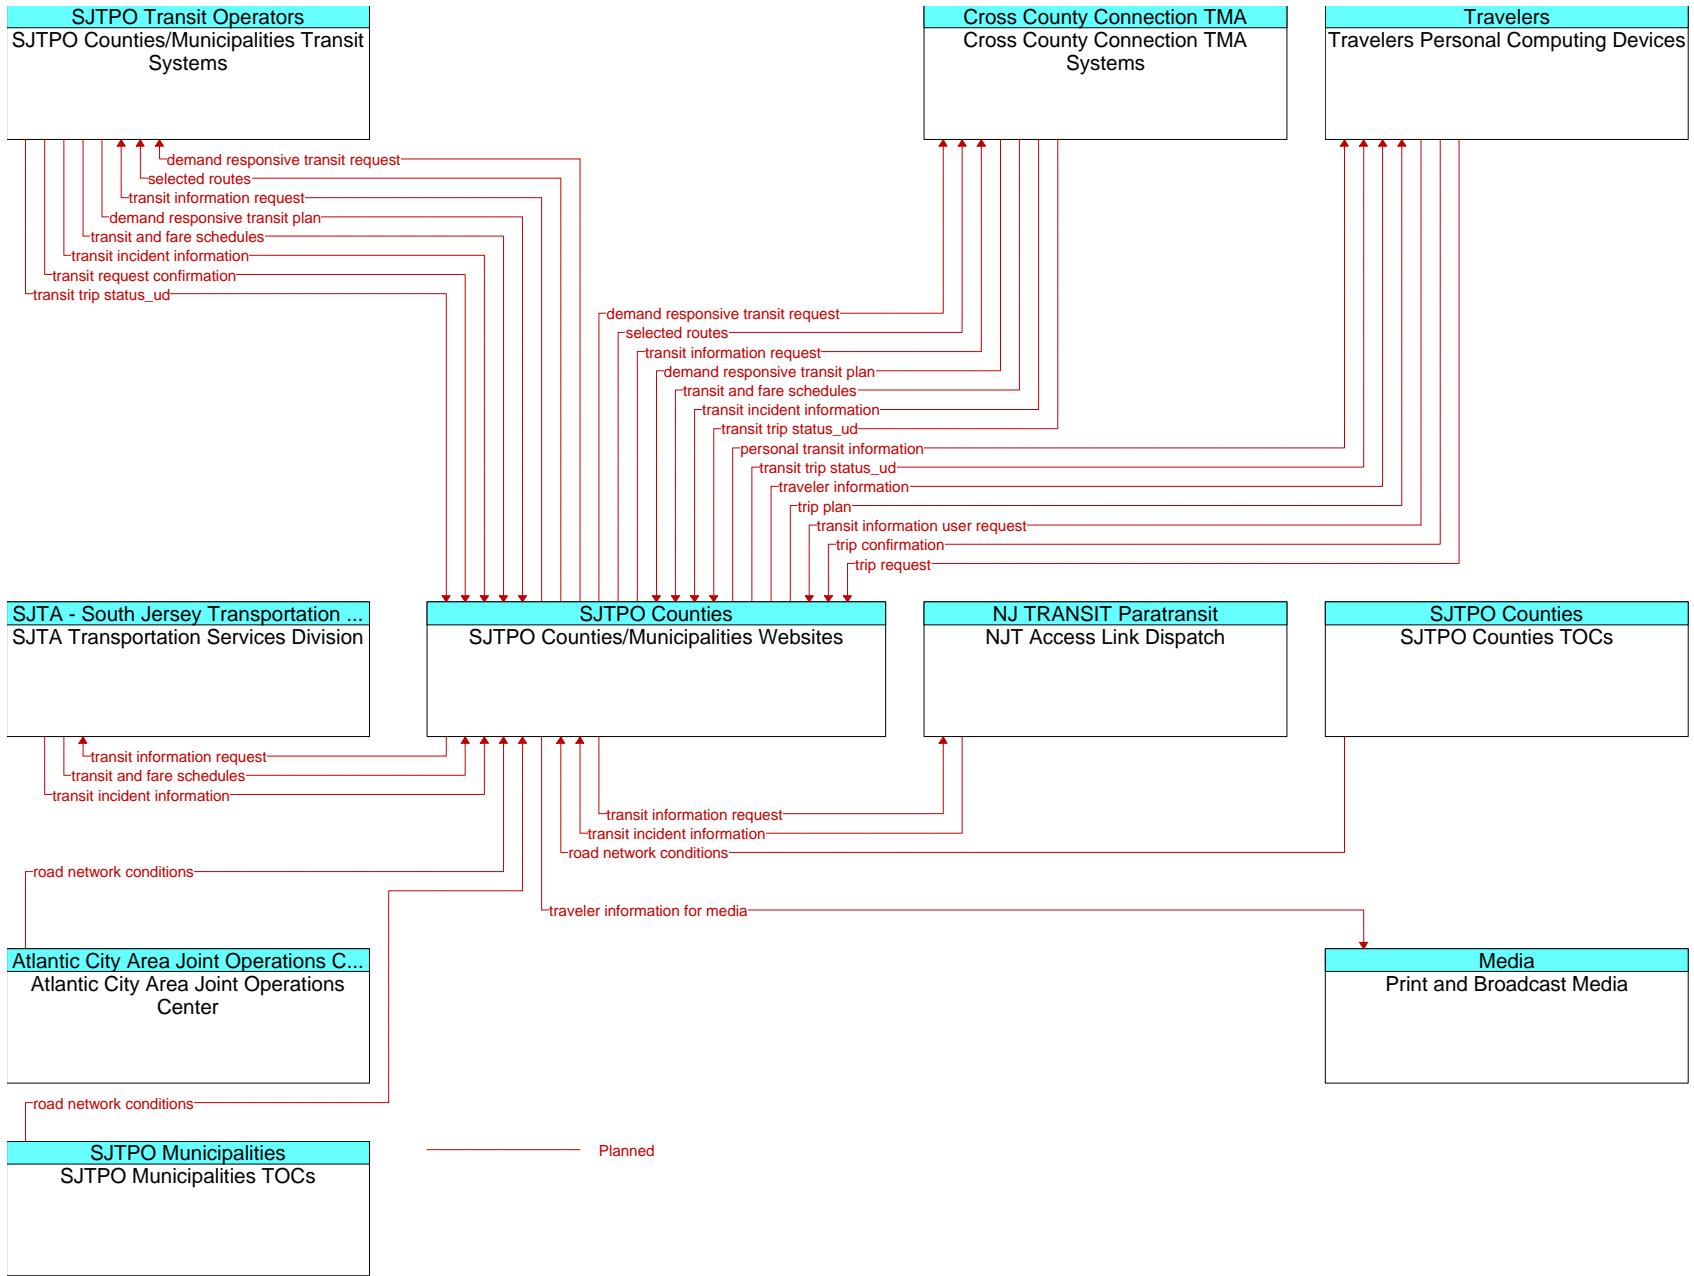 SJTPO Transit Operators
SJTPO Counties/Municipalities Transit
Systems
Cross County Connection TMA
Cross County Connection TMA
Systems
Travelers
Travelers Personal Computing Devices
demand responsive transit request
selected routes
transit information request
demand responsive transit plan
transit and fare schedules
transit incident information
transit request confirmation
transit trip status_ud
demand responsive transit request
selected routes
transit information request
demand responsive transit plan
transit and fare schedules
transit incident information
transit trip status_ud
personal transit information
transit trip status_ud
traveler information
trip plan
transit information user request
trip confirmation
trip request
SJTA - South Jersey Transportation ...
SJTA Transportation Services Division
SJTPO Counties
SJTPO Counties/Municipalities Websites
NJ TRANSIT Paratransit
NJT Access Link Dispatch
SJTPO Counties
SJTPO Counties TOCs
transit information request
transit and fare schedules
transit incident information
transit information request
transit incident information
road network conditions
road network conditions
traveler information for media
Atlantic City Area Joint Operations C...
Atlantic City Area Joint Operations
Center
Media
Print and Broadcast Media
road network conditions
SJTPO Municipalities
SJTPO Municipalities TOCs
Planned